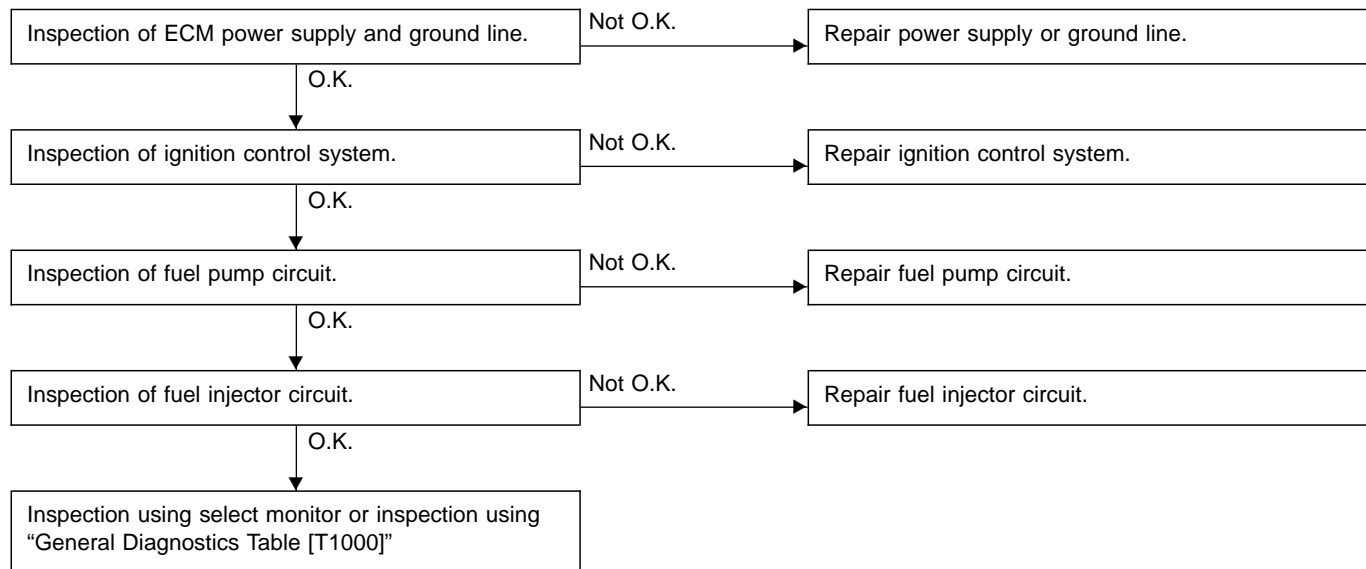 Inspection of ECM power supply and ground line.
Not O.K.
Repair power supply or ground line.
O.K.
Inspection of ignition control system.
Not O.K.
Repair ignition control system.
O.K.
Inspection of fuel pump circuit.
Not O.K.
Repair fuel pump circuit.
O.K.
Inspection of fuel injector circuit.
Not O.K.
Repair fuel injector circuit.
O.K.
Inspection using select monitor or inspection using
“General Diagnostics Table [T1000]”